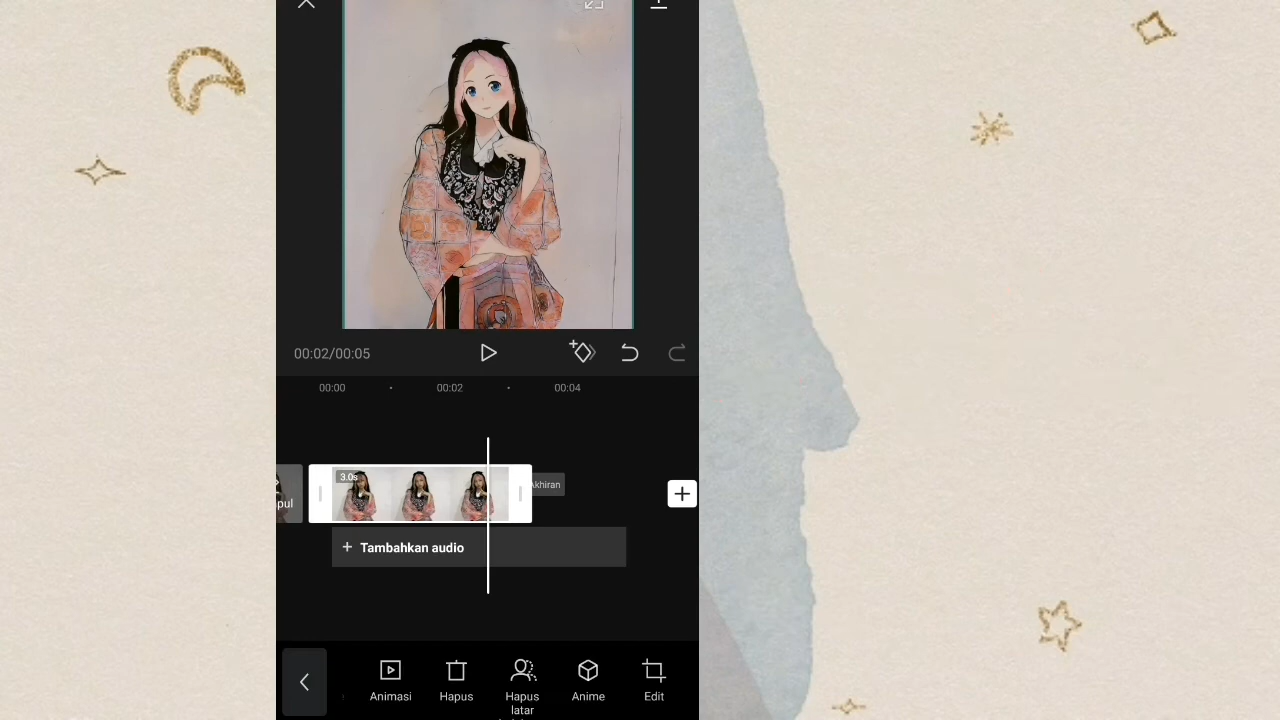 00:02/00:05
00:00
00:02
00:04
3.0s
Akhiran
pul
+ Tambahkan audio
Animasi
Hapus
Hapus
latar
Anime
Edit